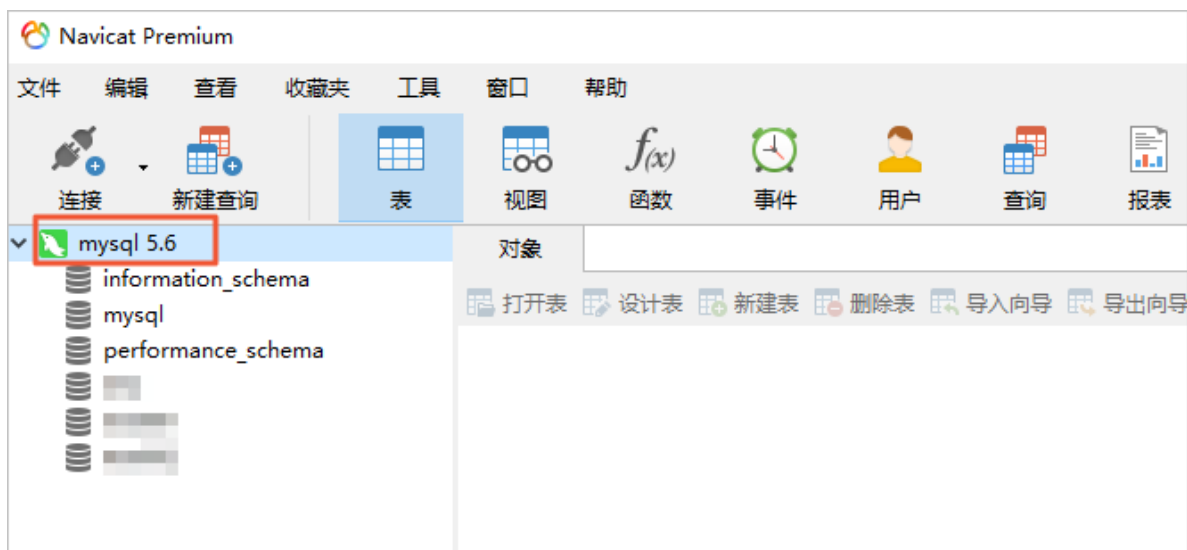 Navicat Premium
文件 编辑 查看 收藏夹 工具 窗口 帮助
f(x)
连接 新建查询 表 视图 函数 事件 用户 查询 报表
mysql 5.6 对象
information_schema
打开表 设计表 新建表 删除表 导入向导 导出向导
mysql
performance_schema